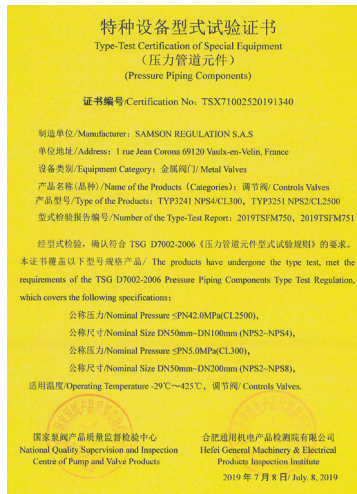 特种设备型式试验证书
Type-Test Certification of Special Equipment
（压力管道元件）
(Pressure Piping Components)
证书编号/Certification No：TSX71002520191340
制造单位/Manufacturer：SAMSON REGULATION S.A.S
单位地址/Address：1 rue Jean Corona 69120 Vaulx-en-Velin, France
设备类别/Equipment Category：金属阀门/ Metal Valves
产品名称(品种) /Name of the Products（Categories）：调节阀/ Controls Valves
产品型号/Type of the Products：TYP3241 NPS4/CL300，TYP3251 NPS2/CL2500
型式检验报告编号/Number of the Type-Test Report：2019TSFM750，2019TSFM751
经型式检验，确认符合 TSG D7002-2006《压力管道元件型式试验规则》的要求。
本证书覆盖以下型号规格产品/ The products have undergone the type test, met the
requirements of the TSG D7002-2006 Pressure Piping Components Type Test Regulation,
which covers the following specifications:
公称压力/Nominal Pressure ≤PN42.0MPa(CL2500),
公称尺寸/Nominal Size DN50mm~DN100mm (NPS2~NPS4),
公称压力/Nominal Pressure ≤PN5.0MPa(CL300),
公称尺寸/Nominal Size DN50mm~DN200mm (NPS2~NPS8),
适用温度/Operating Temperature -29℃～425℃，调节阀/ Controls Valves.
国家泵阀产品质量监督检验中心
National Quality Supervision and Inspection
Centre of Pump and Valve Products
合肥通用机电产品检测院有限公司
Hefei General Machinery & Electrical
Products Inspection Institute
2019 年 7 月 8 日/ July. 8, 2019